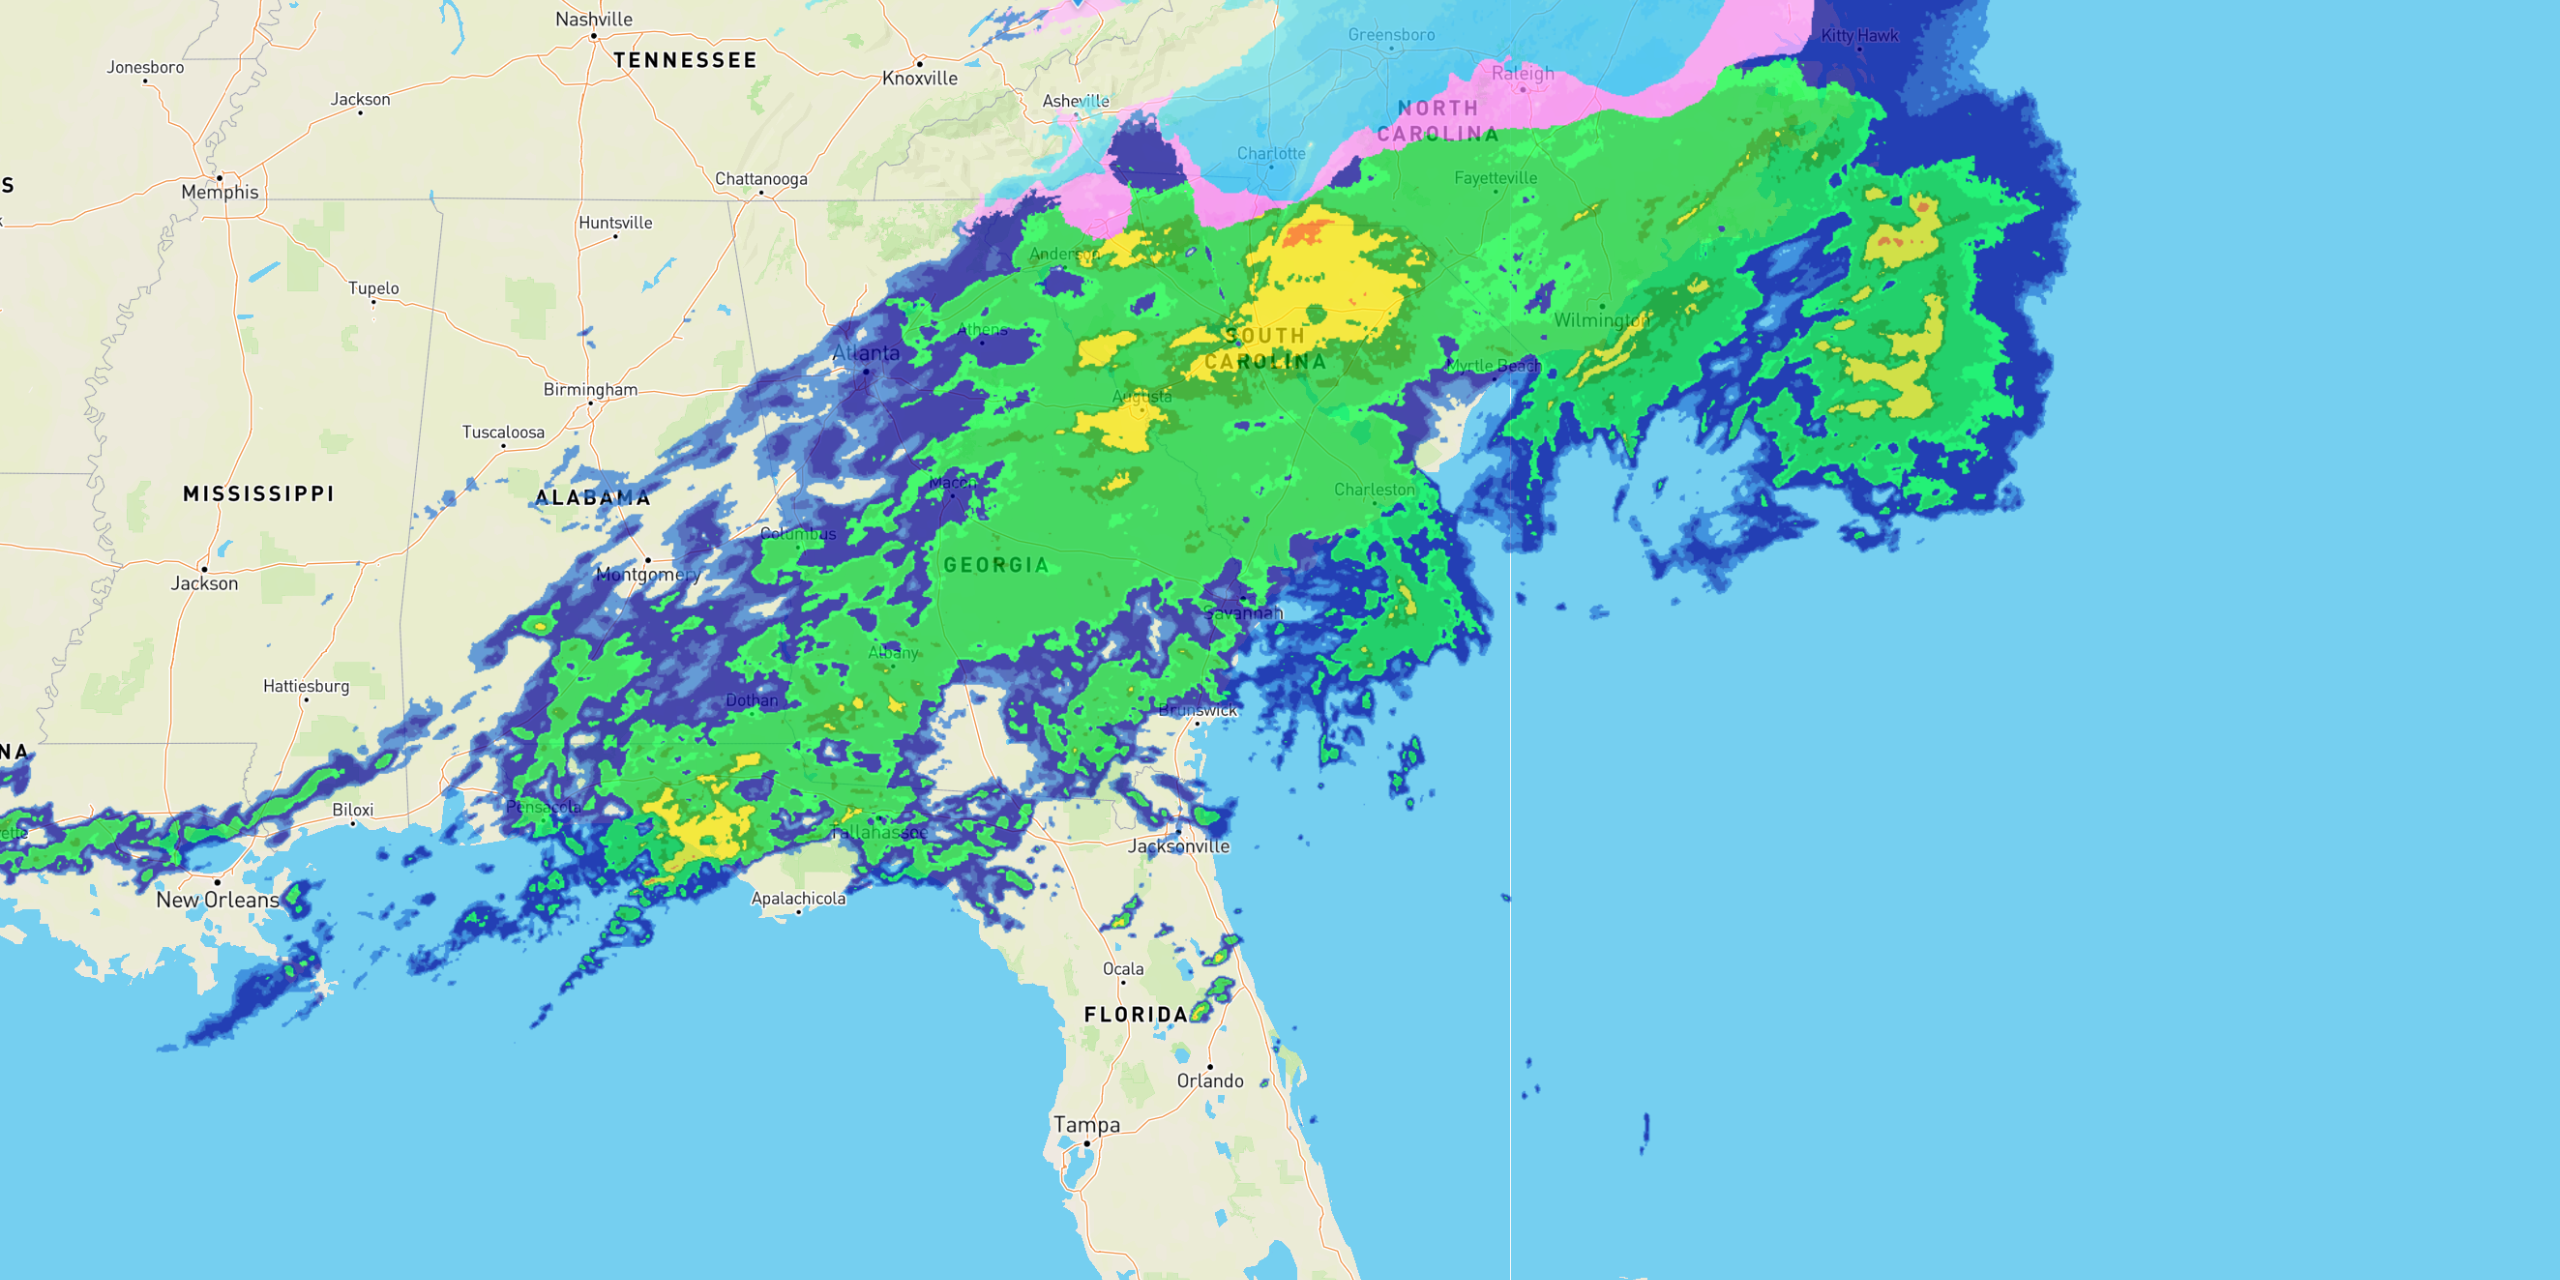 Nashville
TENNESSEE
Jonesboro
Knoxville
Jackson
Asheville
Greensboro
Kitty Hawk
Raleigh
NORTH
CAROLINA
Charlotte
S
Memphis
Chattanooga
Fayetteville
Huntsville
Anderson
Tupelo
Athens
Atlanta
SOUTH
CAROLINA
Wilmington
Myrtle Beach
Birmingham
Augusta
Tuscaloosa
MISSISSIPPI
ALABAMA
Macon
Charleston
Columbus
GEORGIA
Jackson
Montgomery
Savannah
Albany
Hattiesburg
Dothan
Brunswick
NA
Biloxi
Pensacola
Tallahassee
ette
Jacksonville
New Orleans
Apalachicola
Ocala
FLORIDA
Orlando
Tampa